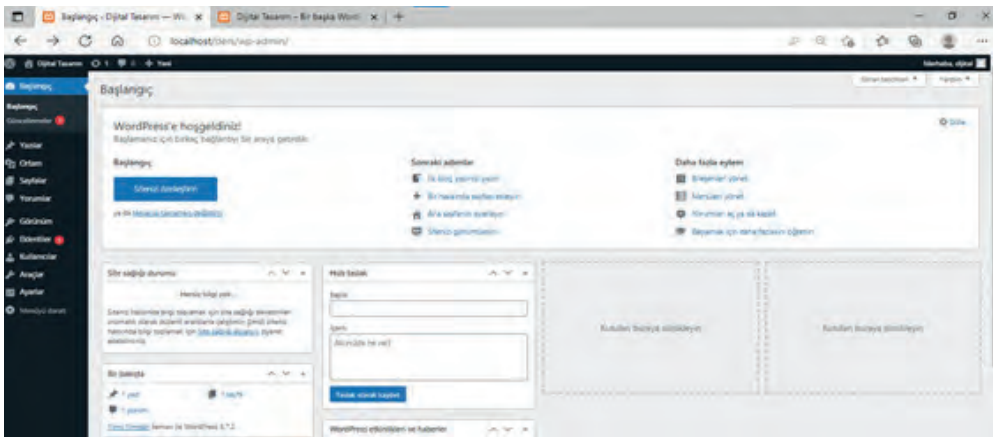 Başlangıç ‹ Dijital Tasarım — W
Dijital Tasarım – Bir başka Word
localhost/ders/wp-admin/
Dijital Tasarım 1 0 + Yeni
Merhaba, dijital
Başlangıç
Başlangıç
Güncellemeler
Yazılar
Ortam
Sayfalar
Yorumlar
Görünüm
Eklentiler
Kullanıcılar
Araçlar
Ayarlar
Menüyü daralt
Yardım
Başlangıç
WordPress'e hoşgeldiniz!
Başlamanız için birkaç bağlantıyı bir araya getirdik:
Başlangıç
Sitenizi özelleştirin
ya da temanızı tamamen değiştirin
Sonraki adımlar
İlk blog yazınızı yazın
Bir hakkında sayfası ekleyin
Ana sayfanızı ayarlayın
Sitenizi görüntüleyin
Daha fazla eylem
Bileşenleri yönet
Menüleri yönet
Yorumları aç ya da kapat
Başlamak için daha fazlasını öğrenin
Site sağlığı durumu
Henüz bilgi yok...
Hızlı taslak
Başlık
İçerik
Aklınızda ne var?
Taslak olarak kaydet
Kutuları buraya sürükleyin
Kutuları buraya sürükleyin
Bir bakışta
1 yazı
1 sayfa
1 yorum
WordPress etkinlikleri ve haberler